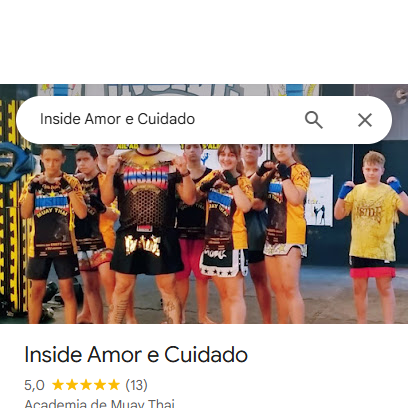 Inside Amor e Cuidado
INSIDE
MUAY THAI
Inside Amor e Cuidado
5,0 ★★★★★ (13)
Academia de Muay Thai